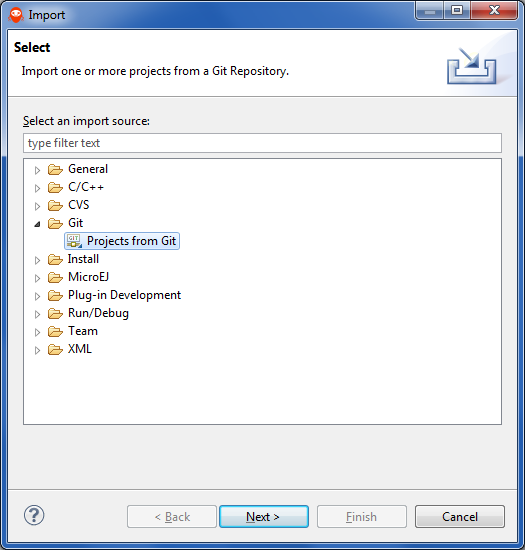 Import
Select
Import one or more projects from a Git Repository.
Select an import source:
type filter text
General
C/C++
CVS
Git
GIT
Projects from Git
Install
MicroEJ
Plug-in Development
Run/Debug
Team
XML
?
< Back
Next >
Finish
Cancel